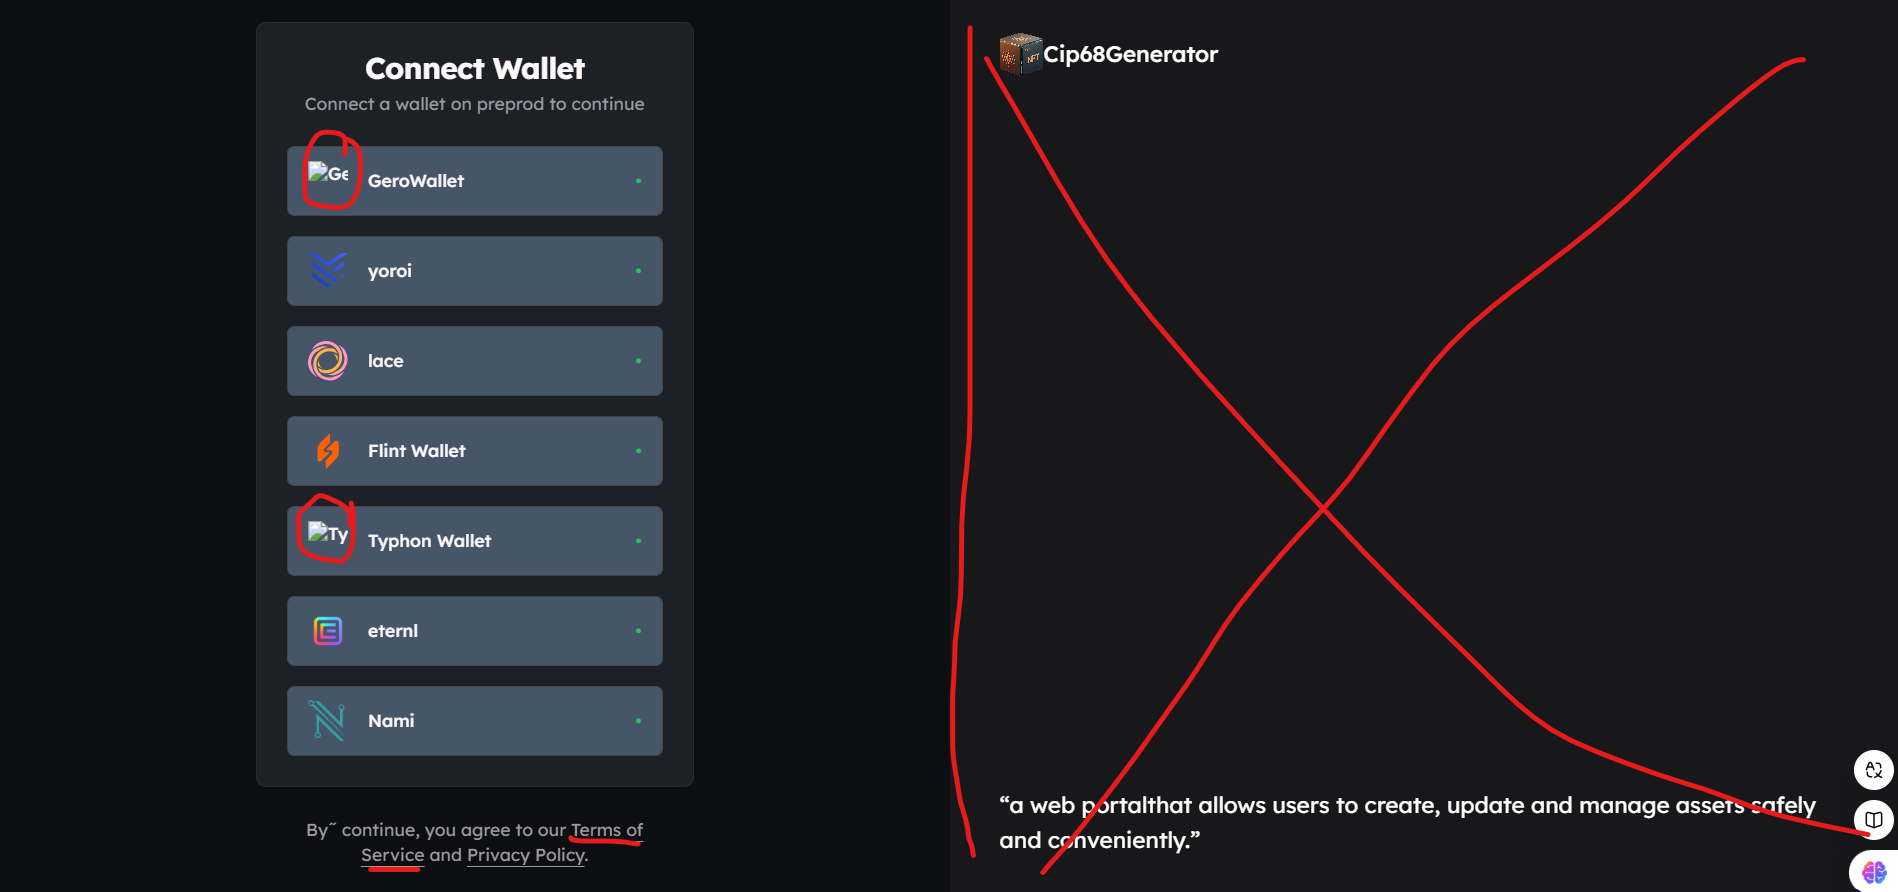 Connect Wallet
Connect a wallet on preprod to continue
Ge
GeroWallet
yoroi
lace
Flint Wallet
Ty
Typhon Wallet
eternl
Nami
By˜ continue, you agree to our Terms of
Service and Privacy Policy.
NFT
Cip68Generator
“a web portalthat allows users to create, update and manage assets safely
and conveniently.”